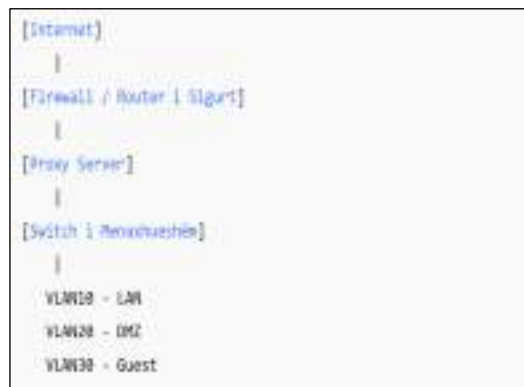 [Internet]
|
[Firewall / Router i Sigurt]
|
[Proxy Server]
|
[Switch i Menaxhueshëm]
|
VLAN10 - LAN
VLAN20 - DMZ
VLAN30 - Guest